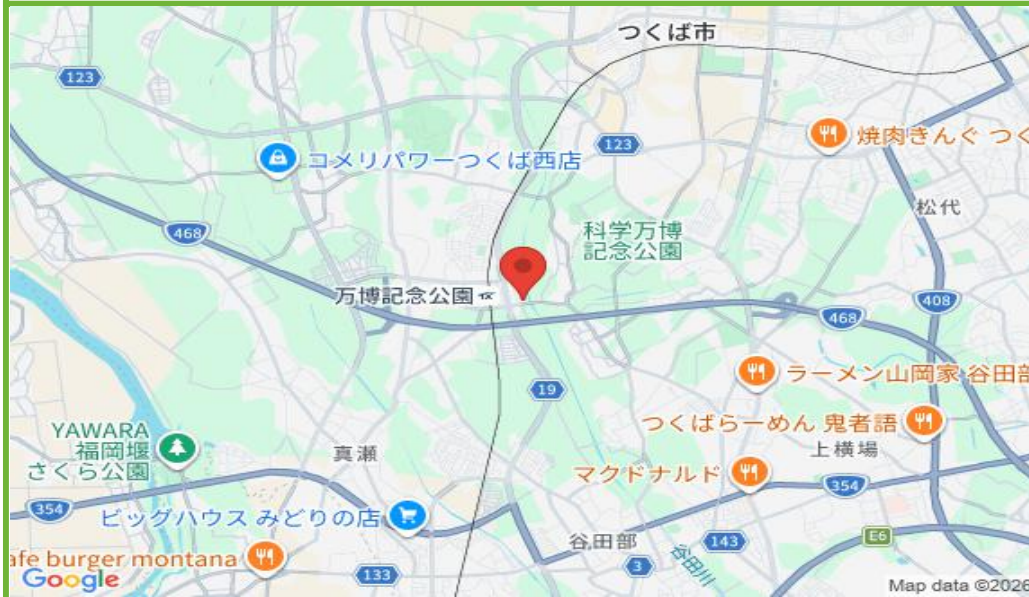 つくば市
123
123
焼肉きんぐ つく
コメリパワーつくば西店
松代
科学万博
記念公園
468
万博記念公園
408
468
ラーメン山岡家 谷田部
19
つくばらーめん 鬼者語
YAWARA
福岡堰
さくら公園
真瀬
上横場
マクドナルド
354
354
ビッグハウス みどりの店
谷田部
143
E6
afe burger montana
谷田川
3
133
Google
Map data ©2026